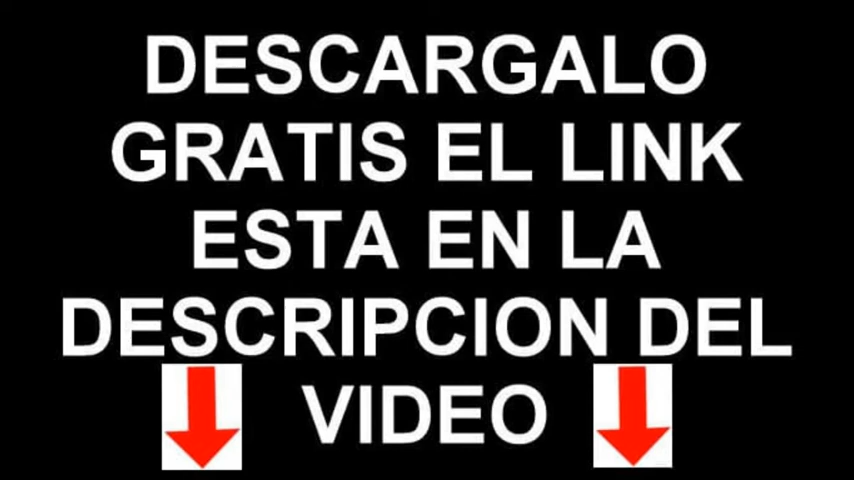 DESCARGALO
GRATIS EL LINK
ESTA EN LA
DESCRIPCION DEL
VIDEO